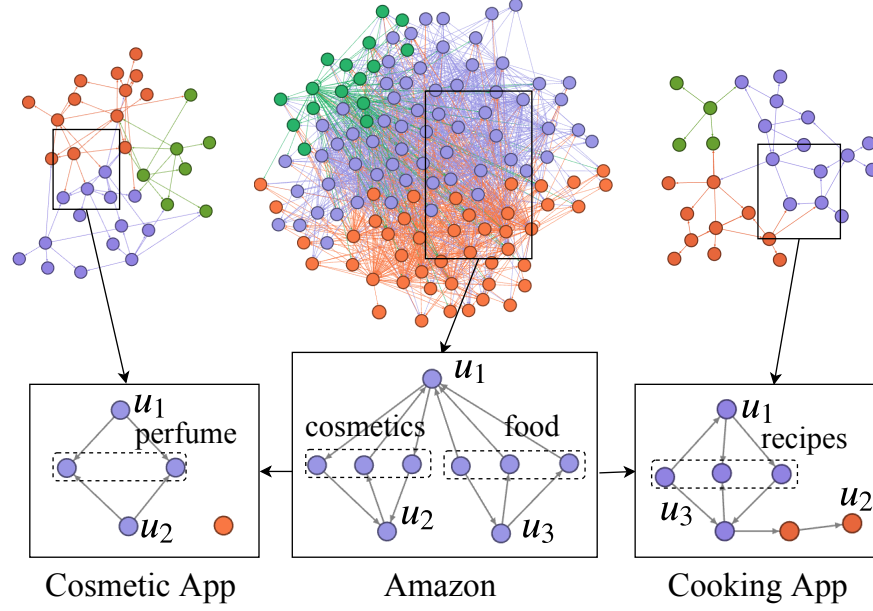 u₁
perfume
u₂
Cosmetic App
u₁
cosmetics
food
u₂
u₃
Amazon
u₁
recipes
u₃
u₂
Cooking App